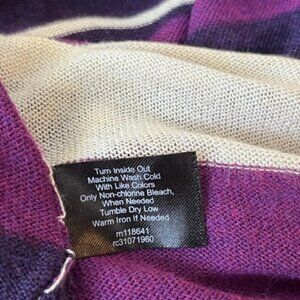 Turn Inside Out
Machine Wash Cold
With Like Colors
Only Non-chlorine Bleach,
When Needed
Tumble Dry Low
Warm Iron If Needed
m118641
rc31071960